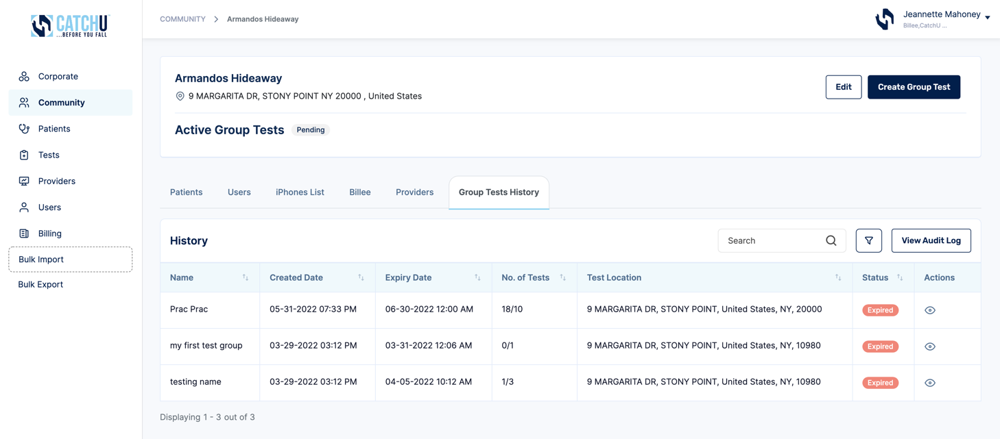 CATCHU
...BEFORE YOU FALL
COMMUNITY > Armandos Hideaway
Jeannette Mahoney
Billee,CatchU ...
Corporate
Community
Patients
Tests
Providers
Users
Billing
Bulk Import
Bulk Export
Armandos Hideaway
9 MARGARITA DR, STONY POINT NY 20000 , United States
Edit
Create Group Test
Active Group Tests Pending
Patients Users iPhones List Billee Providers Group Tests History
History
Search
View Audit Log
Name Created Date Expiry Date No. of Tests Test Location Status Actions
Prac Prac 05-31-2022 07:33 PM 06-30-2022 12:00 AM 18/10 9 MARGARITA DR, STONY POINT, United States, NY, 20000 Expired
my first test group 03-29-2022 03:12 PM 03-31-2022 12:06 AM 0/1 9 MARGARITA DR, STONY POINT, United States, NY, 10980 Expired
testing name 03-29-2022 03:12 PM 04-05-2022 10:12 AM 1/3 9 MARGARITA DR, STONY POINT, United States, NY, 10980 Expired
Displaying 1 - 3 out of 3